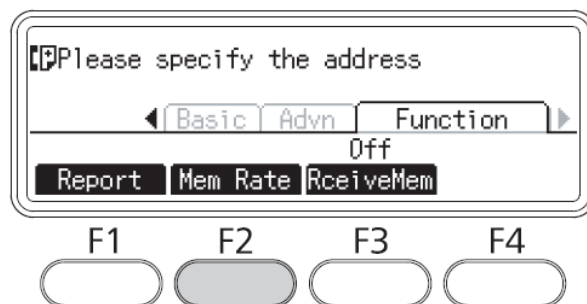 Please specify the address
Basic Advn Function
Off
Report Mem Rate RceiveMem
F1 F2 F3 F4